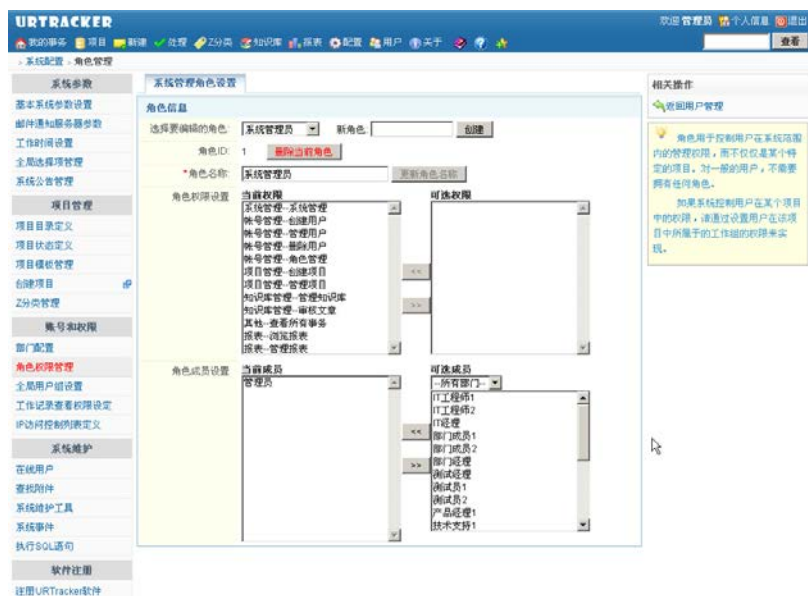 URTRACKER
欢迎 管理员 个人信息 退出
我的事务 项目 新建 处理 Z分类 知识库 报表 配置 用户 关于
查看
> 系统配置 > 角色管理
系统参数
基本系统参数设置
邮件通知服务器参数
工作时间设置
全局选择项管理
系统公告管理
项目管理
项目目录定义
项目状态定义
项目模板管理
创建项目
Z分类管理
账号和权限
部门配置
角色权限管理
全局用户组设置
工作记录查看权限设定
IP访问控制列表定义
系统维护
在线用户
查找附件
系统维护工具
系统事件
执行SQL语句
软件注册
注册URTracker软件
系统管理角色设置
角色信息
选择要编辑的角色: 系统管理员 新角色: 创建
角色ID: 1 删除当前角色
*角色名称: 系统管理员 更新角色名称
角色权限设置 当前权限 可选权限
系统管理--系统管理
帐号管理--创建用户
帐号管理--管理用户
帐号管理--删除用户
帐号管理--角色管理
项目管理--创建项目
项目管理--管理项目
知识库管理--管理知识库
知识库管理--审核文章
其他--查看所有事务
报表--浏览报表
报表--管理报表
<<
>>
角色成员设置 当前成员 可选成员
管理员
--所有部门--
IT工程师1
IT工程师2
IT经理
部门成员1
部门成员2
部门经理
测试经理
测试员1
测试员2
产品经理1
技术支持1
<<
>>
相关操作
返回用户管理
角色用于控制用户在系统范围
内的管理权限，而不仅仅是某个特
定的项目。对一般的用户，不需要
拥有任何角色。
如果系统控制用户在某个项目
中的权限，请通过设置用户在该项
目中所属于的工作组的权限来实
现。